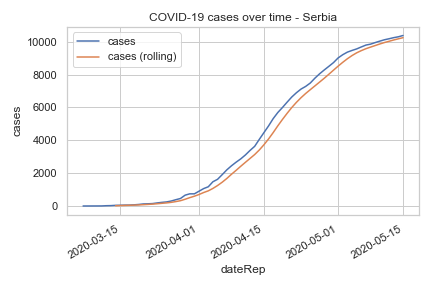 COVID-19 cases over time - Serbia
cases
cases (rolling)
10000
8000
6000
4000
2000
0
cases
2020-03-15
2020-04-01
2020-04-15
2020-05-01
2020-05-15
dateRep